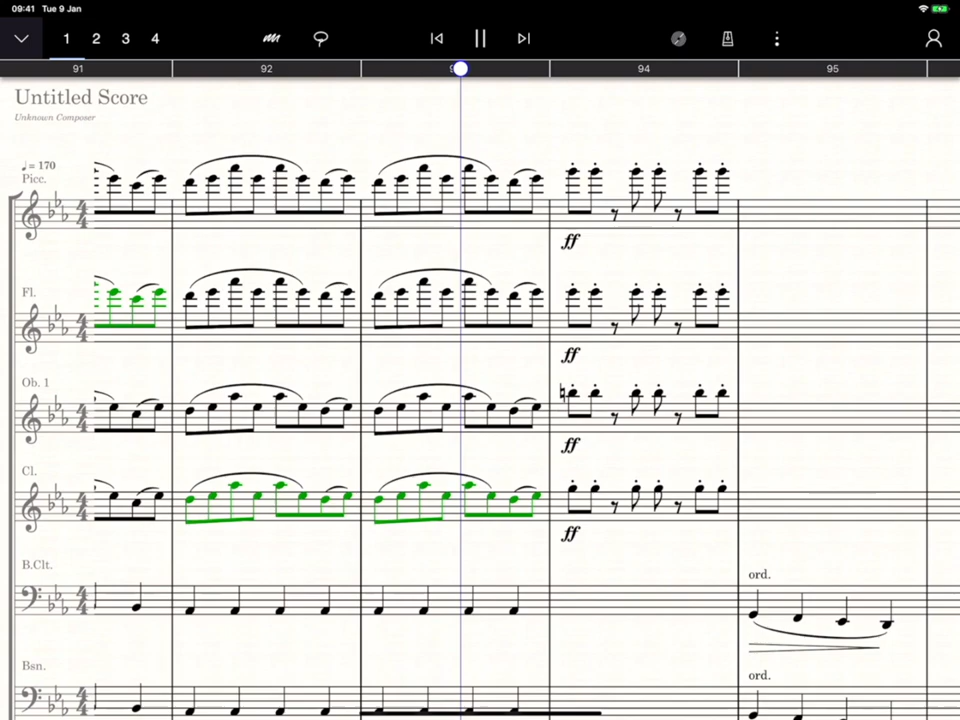 09:41 Tue 9 Jan
1 2 3 4
91 92 94 95
Untitled Score
Unknown Composer
♩ = 170
Picc.
ff
Fl.
ff
Ob. 1
ff
Cl.
ff
B.Clt.
ord.
Bsn.
ord.